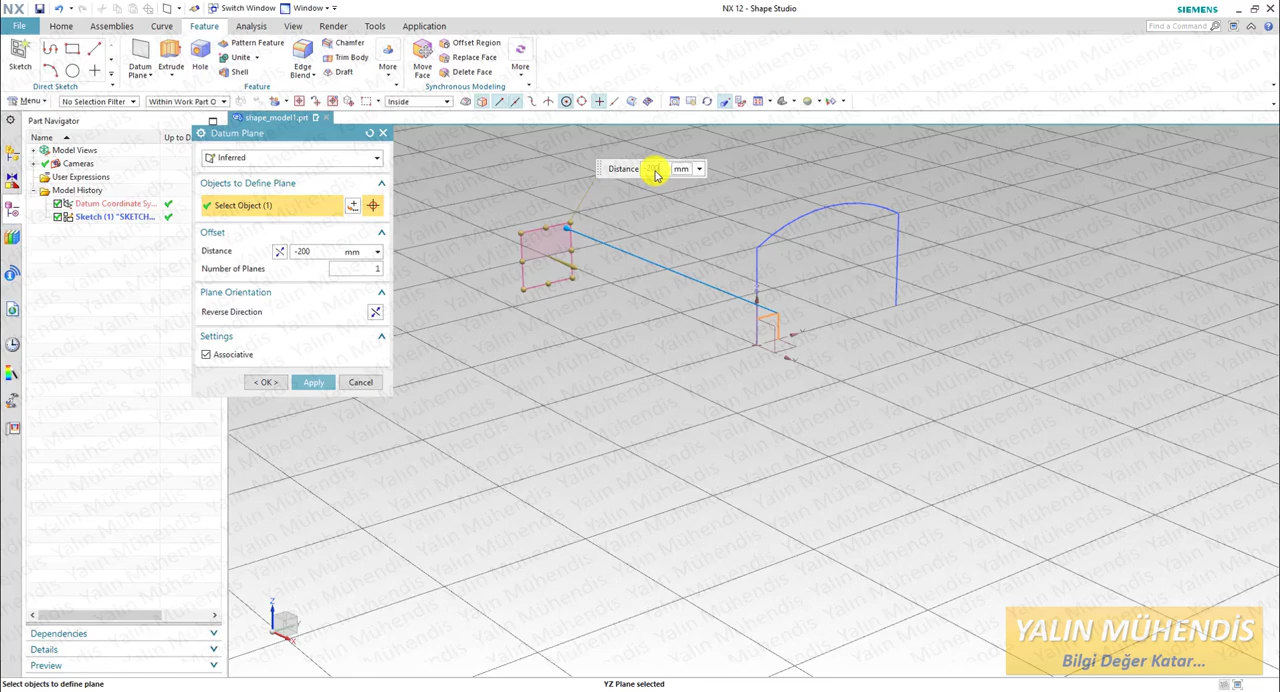 NX
Switch Window
Window
NX 12 - Shape Studio
SIEMENS
File
Home
Assemblies
Curve
Feature
Analysis
View
Render
Tools
Application
Find a Command
Sketch
Direct Sketch
Datum
Plane
Extrude
Hole
Pattern Feature
Unite
Shell
Edge
Blend
Chamfer
Trim Body
Draft
More
Feature
Move
Face
Offset Region
Replace Face
Delete Face
More
Synchronous Modeling
Menu
No Selection Filter
Within Work Part O
Inside
Part Navigator
shape_model1.prt
Name
Up to D
Model Views
Cameras
User Expressions
Model History
Datum Coordinate Sy...
Sketch (1) "SKETCH...
Datum Plane
Inferred
Objects to Define Plane
Select Object (1)
Offset
Distance
-200
mm
Number of Planes
1
Plane Orientation
Reverse Direction
Settings
Associative
< OK >
Apply
Cancel
Distance
mm
Z
X
Dependencies
Details
Preview
YALIN MÜHENDİS
Bilgi Değer Katar...
Select objects to define plane
YZ Plane selected